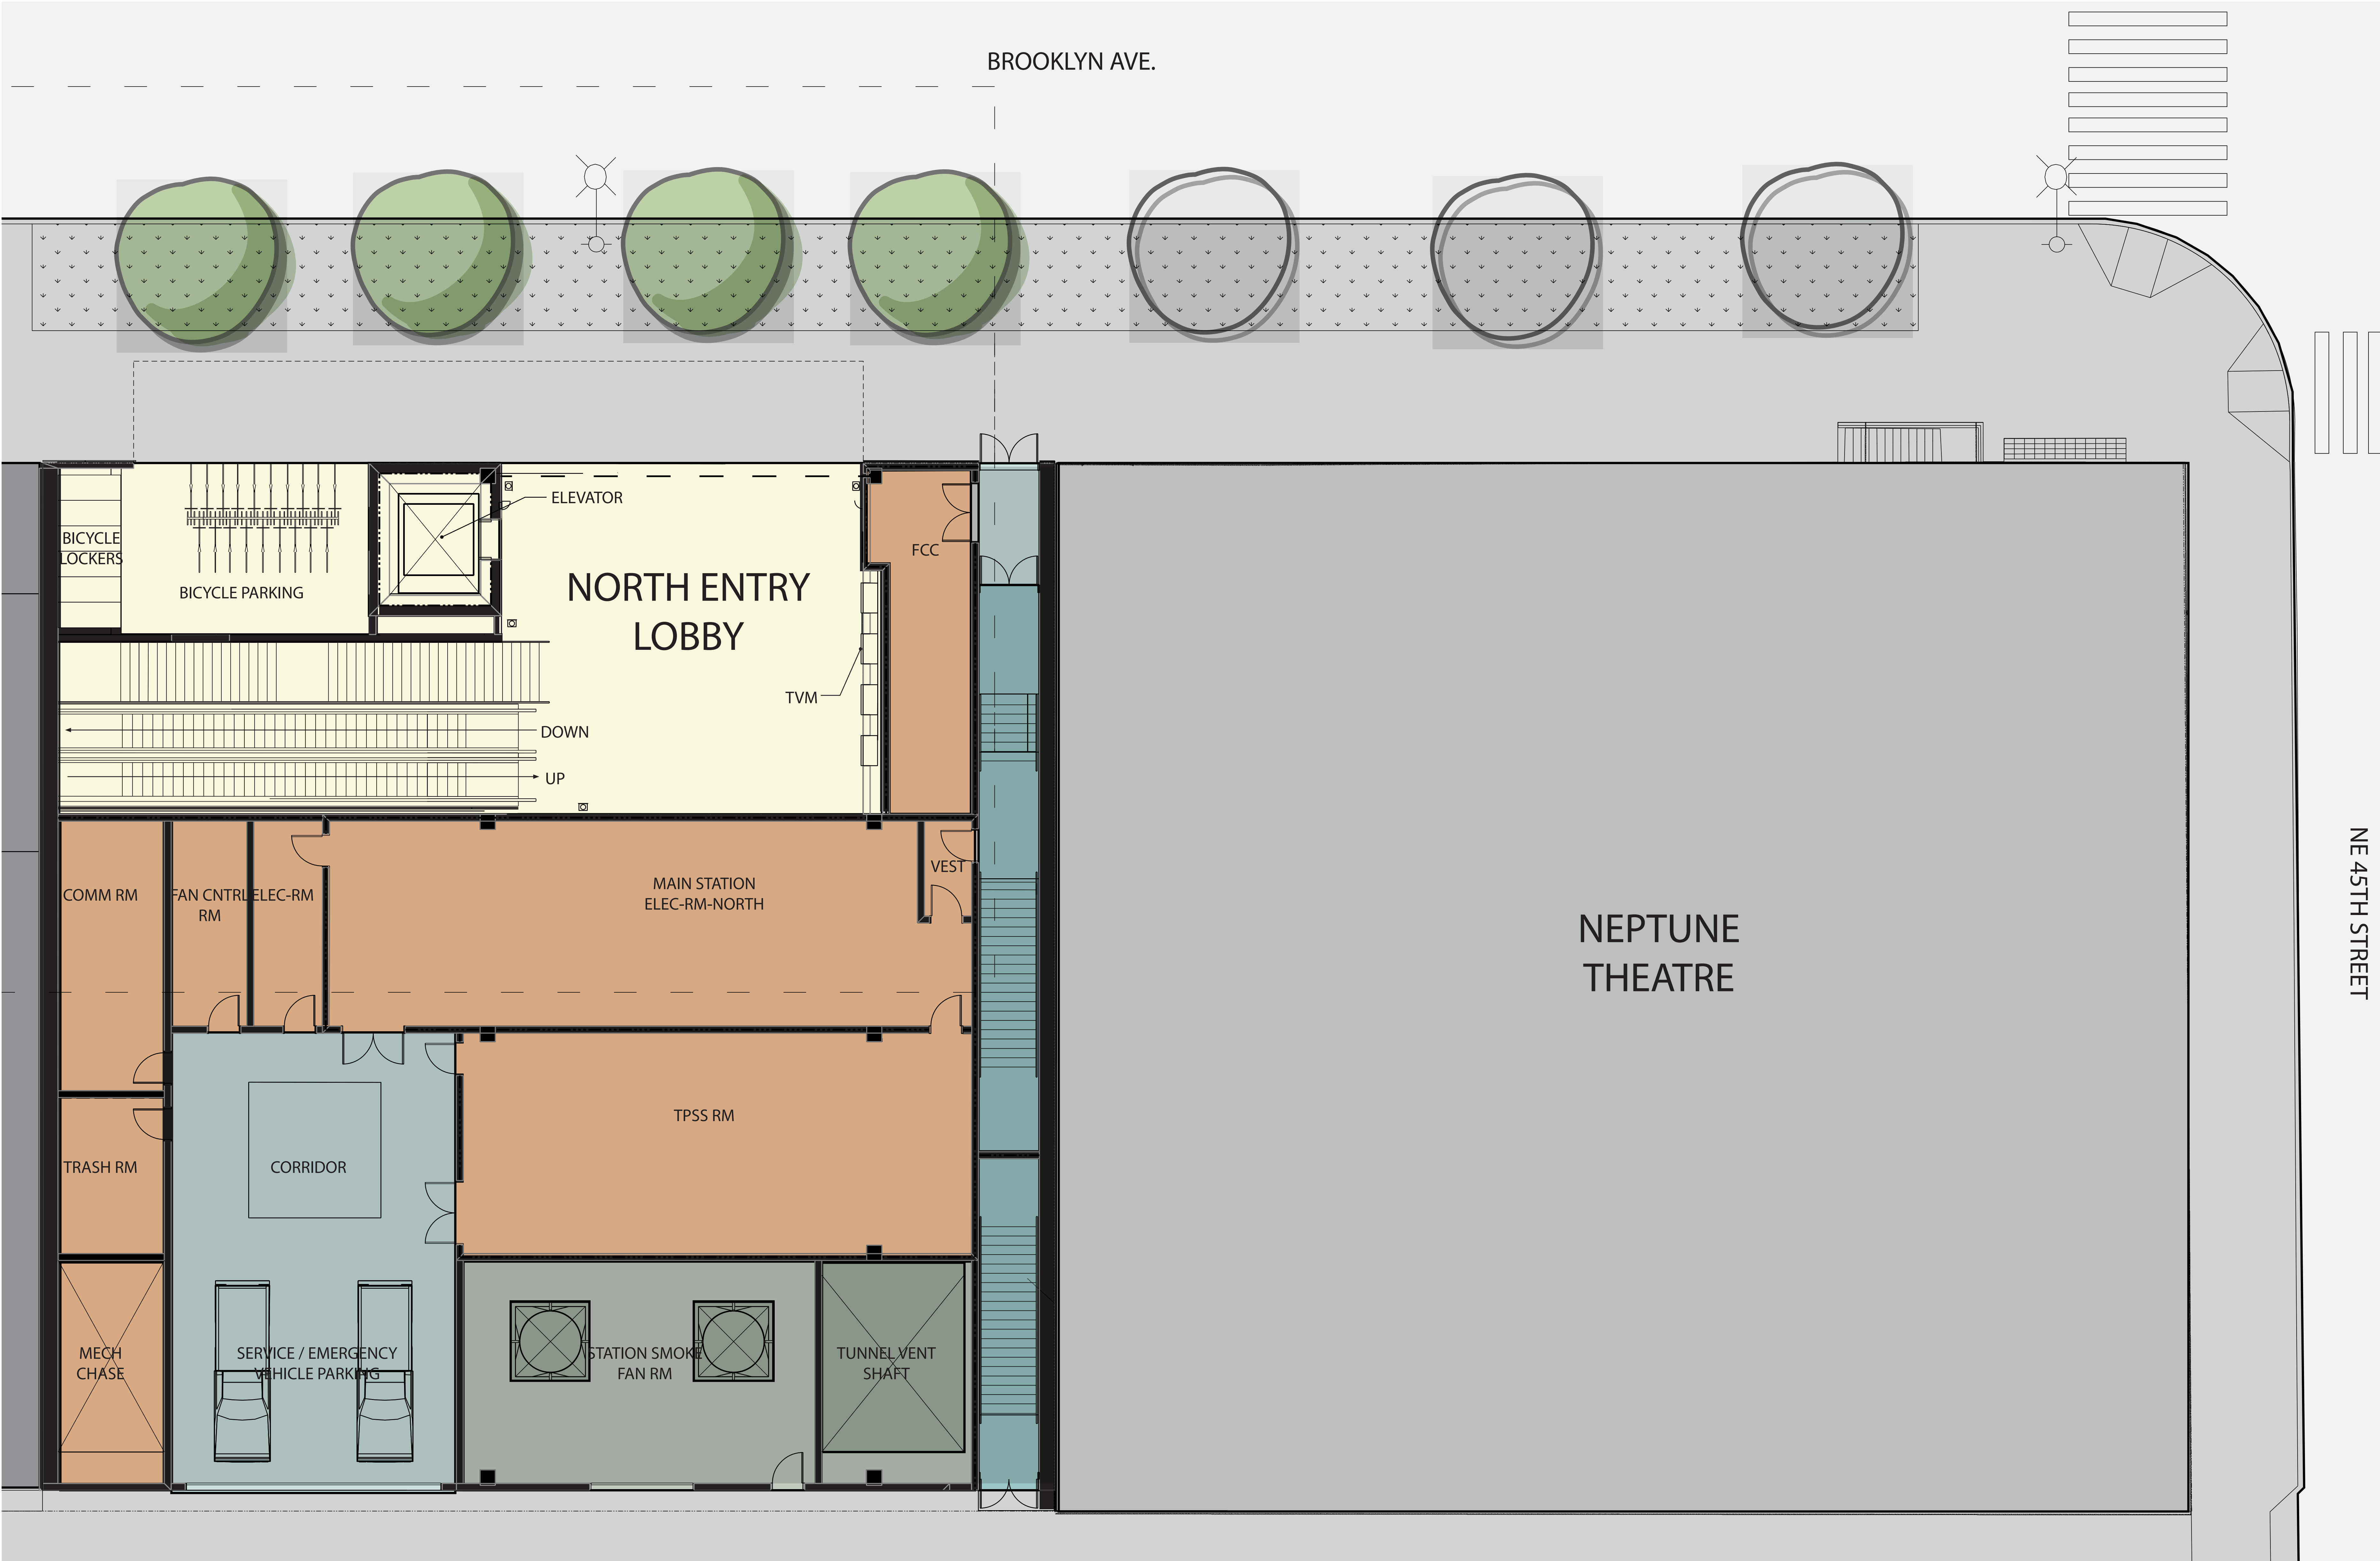 BROOKLYN AVE.
ELEVATOR
BICYCLE
LOCKERS
BICYCLE PARKING
FCC
NORTH ENTRY
LOBBY
TVM
DOWN
UP
COMM RM
FAN CNTRL
RM
ELEC-RM
MAIN STATION
ELEC-RM-NORTH
VEST
NEPTUNE
THEATRE
NE 45TH STREET
TPSS RM
TRASH RM
CORRIDOR
MECH
CHASE
SERVICE / EMERGENCY
VEHICLE PARKING
STATION SMOKE
FAN RM
TUNNEL VENT
SHAFT